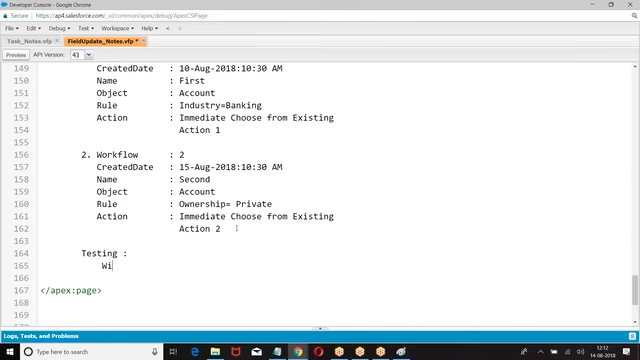 Developer Console - Google Chrome
Secure https://ap4.salesforce.com/_ui/common/apex/debug/ApexCSIPage
File Edit Debug Test Workspace Help < >
Task_Notes.vfp FieldUpdate_Notes.vfp *
Preview API Version: 43
149 CreatedDate : 10-Aug-2018:10:30 AM
150 Name : First
151 Object : Account
152 Rule : Industry=Banking
153 Action : Immediate Choose from Existing
154 Action 1
155
156 2. Workflow : 2
157 CreatedDate : 15-Aug-2018:10:30 AM
158 Name : Second
159 Object : Account
160 Rule : Ownership= Private
161 Action : Immediate Choose from Existing
162 Action 2
163
164 Testing :
165 Wi
166
167 </apex:page>
168
169
Logs, Tests, and Problems
Type here to search
12:12
14-08-2018